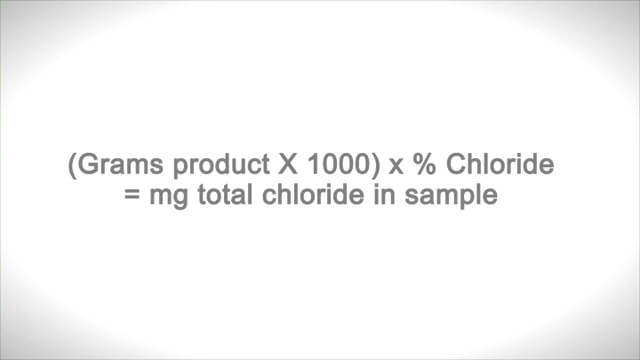 (Grams product X 1000) x % Chloride
= mg total chloride in sample